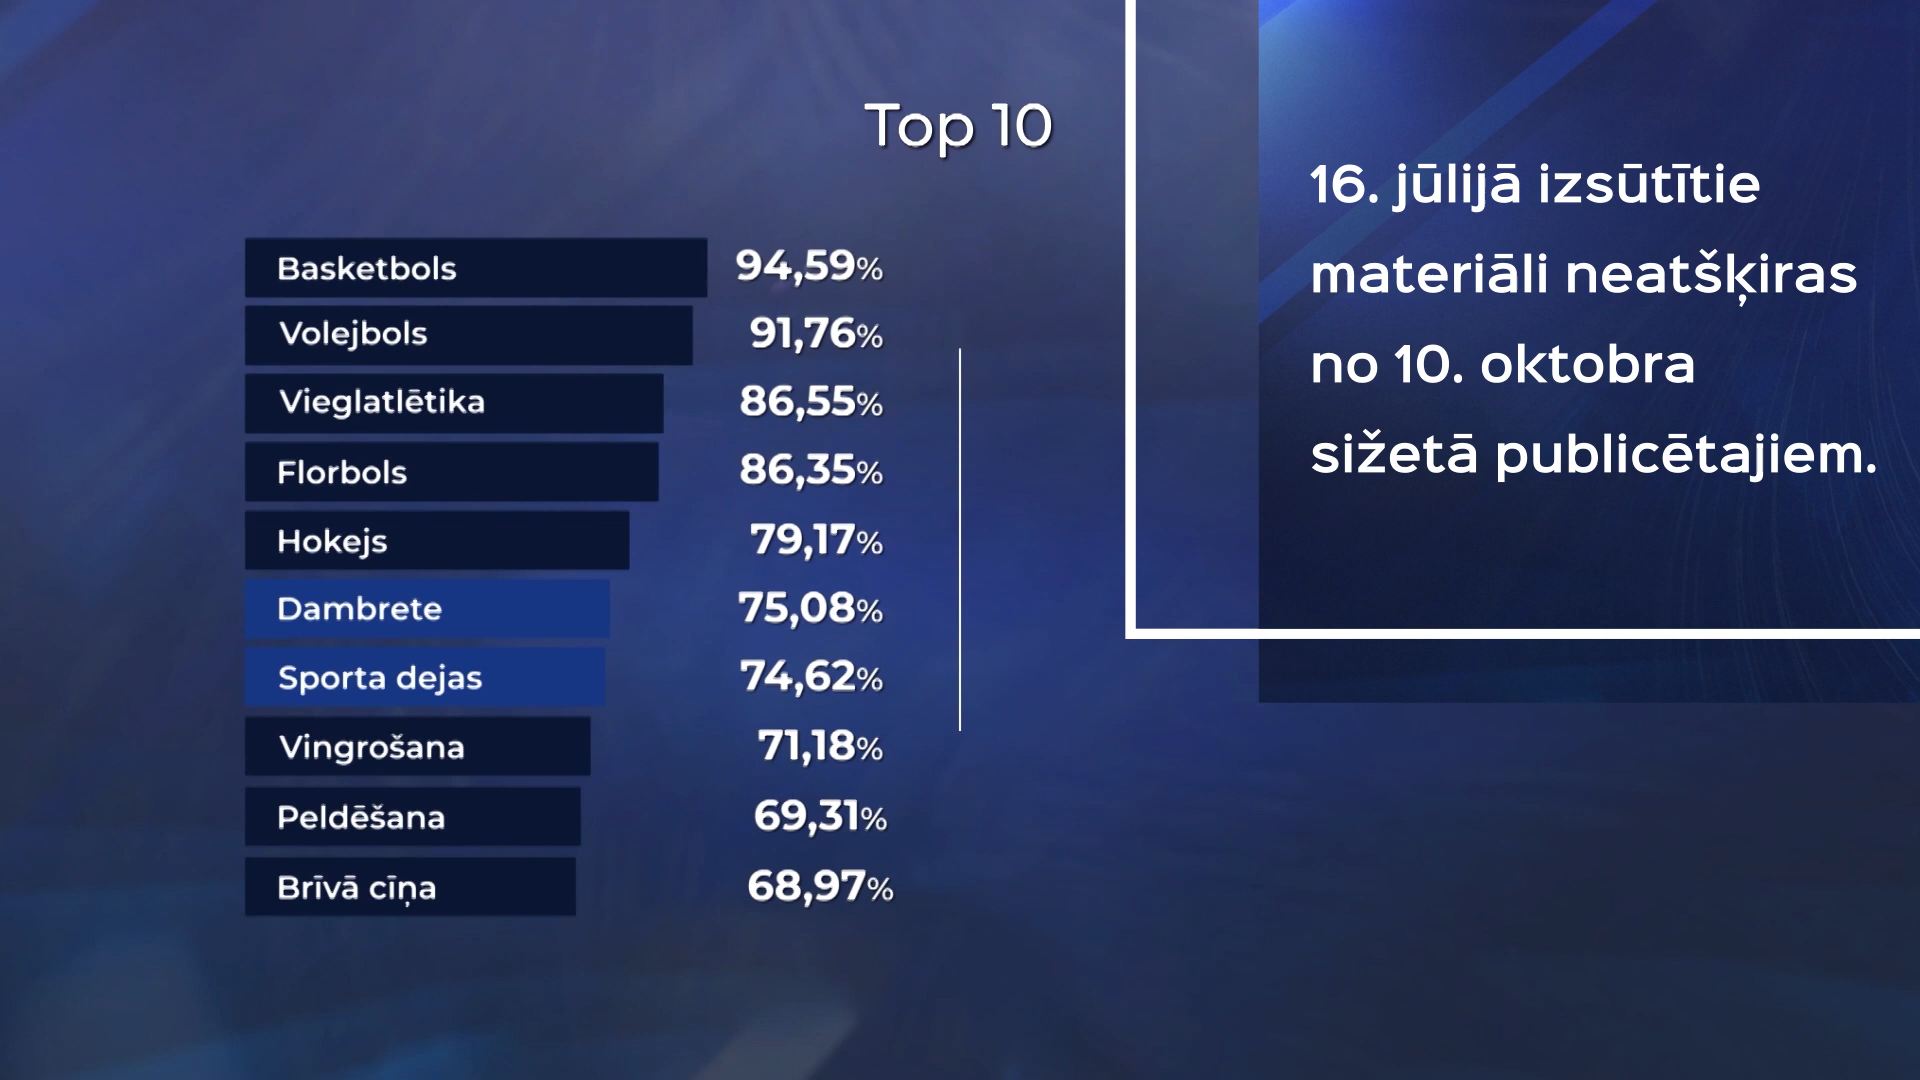 Top 10
Basketbols 94,59%
Volejbols 91,76%
Vieglatlētika 86,55%
Florbols 86,35%
Hokejs 79,17%
Dambrete 75,08%
Sporta dejas 74,62%
Vingrošana 71,18%
Peldēšana 69,31%
Brīvā cīņa 68,97%
16. jūlijā izsūtītie
materiāli neatšķiras
no 10. oktobra
sižetā publicētajiem.